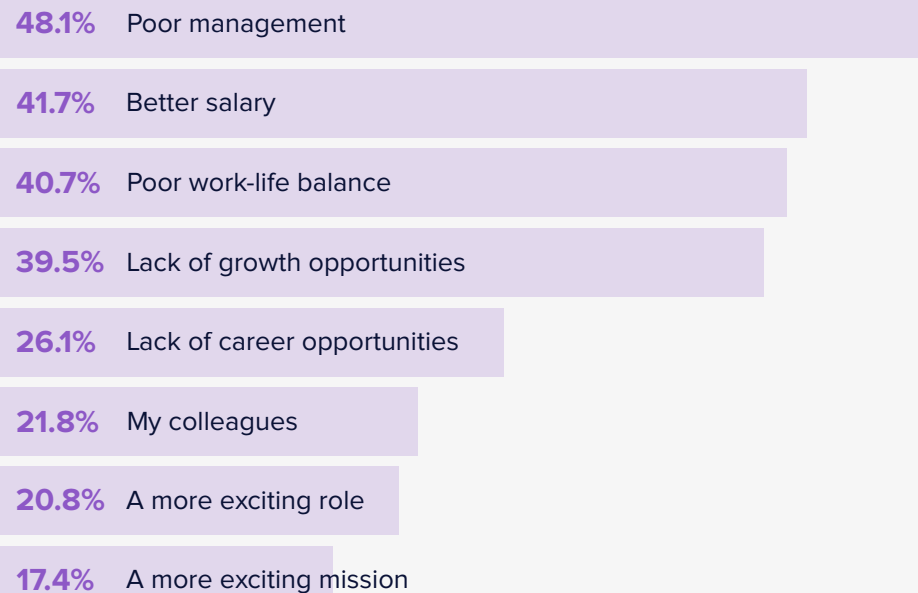 48.1% Poor management
41.7% Better salary
40.7% Poor work-life balance
39.5% Lack of growth opportunities
26.1% Lack of career opportunities
21.8% My colleagues
20.8% A more exciting role
17.4% A more exciting mission